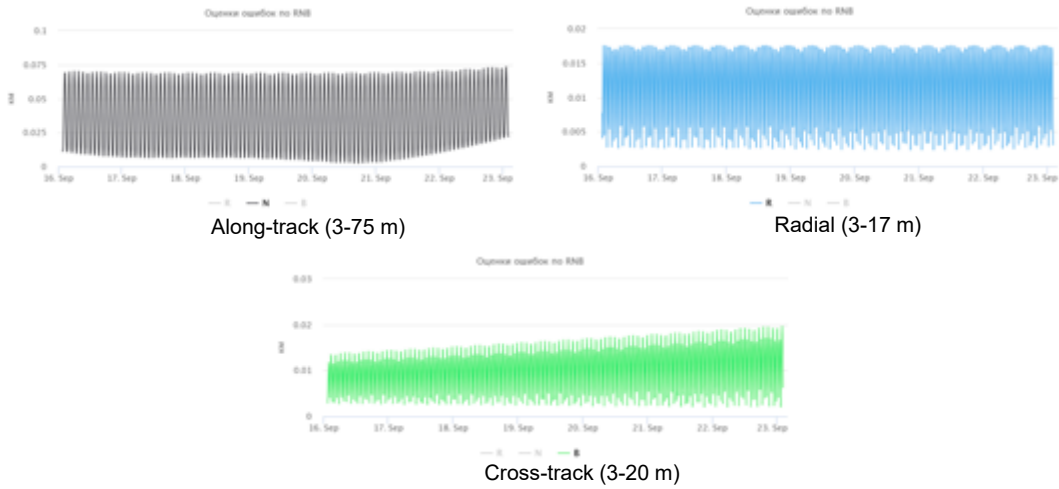 Оценки ошибок по RNB
0.1
0.075
0.05
0.025
0
км
16. Sep 17. Sep 18. Sep 19. Sep 20. Sep 21. Sep 22. Sep 23. Sep
R N B
Along-track (3-75 m)
Оценки ошибок по RNB
0.02
0.015
0.01
0.005
0
км
16. Sep 17. Sep 18. Sep 19. Sep 20. Sep 21. Sep 22. Sep 23. Sep
R N B
Radial (3-17 m)
Оценки ошибок по RNB
0.03
0.02
0.01
0
км
16. Sep 17. Sep 18. Sep 19. Sep 20. Sep 21. Sep 22. Sep 23. Sep
R N B
Cross-track (3-20 m)